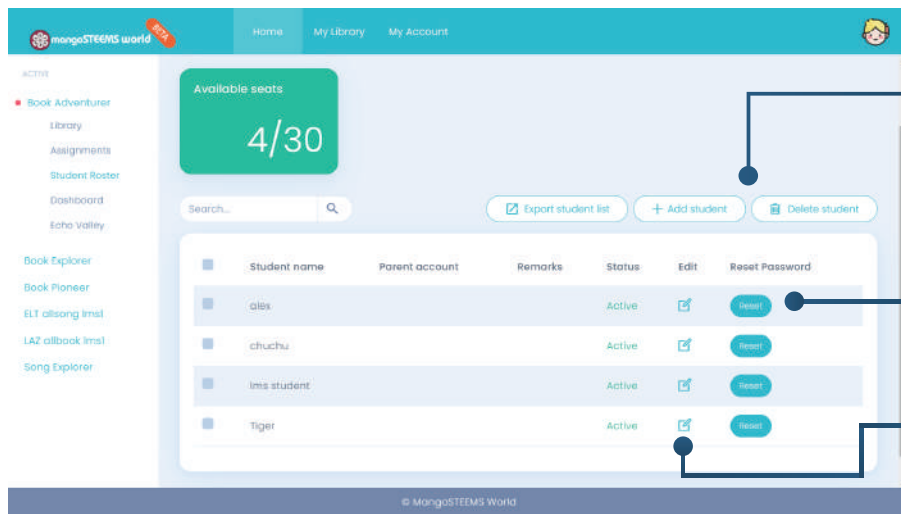 mangoSTEEMS world BETA Home My Library My Account
ACTIVE
Book Adventurer
Library
Assignments
Student Roster
Dashboard
Echo Valley
Book Explorer
Book Pioneer
ELT allsong lms1
LAZ allbook lms1
Song Explorer
Available seats
4/30
Search...
Export student list
+ Add student
Delete student
Student name Parent account Remarks Status Edit Reset Password
alex Active Reset
chuchu Active Reset
lms student Active Reset
Tiger Active Reset
© MangoSTEEMS World